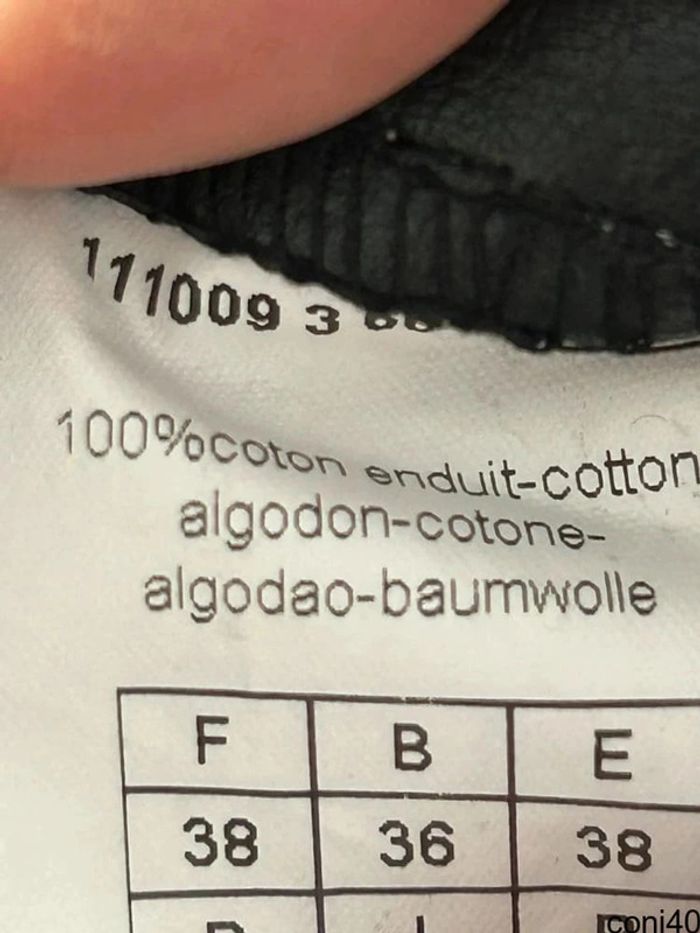 111009 3
100%coton enduit-cotton
algodon-cotone-
algodao-baumwolle
F B E
38 36 38
coni40